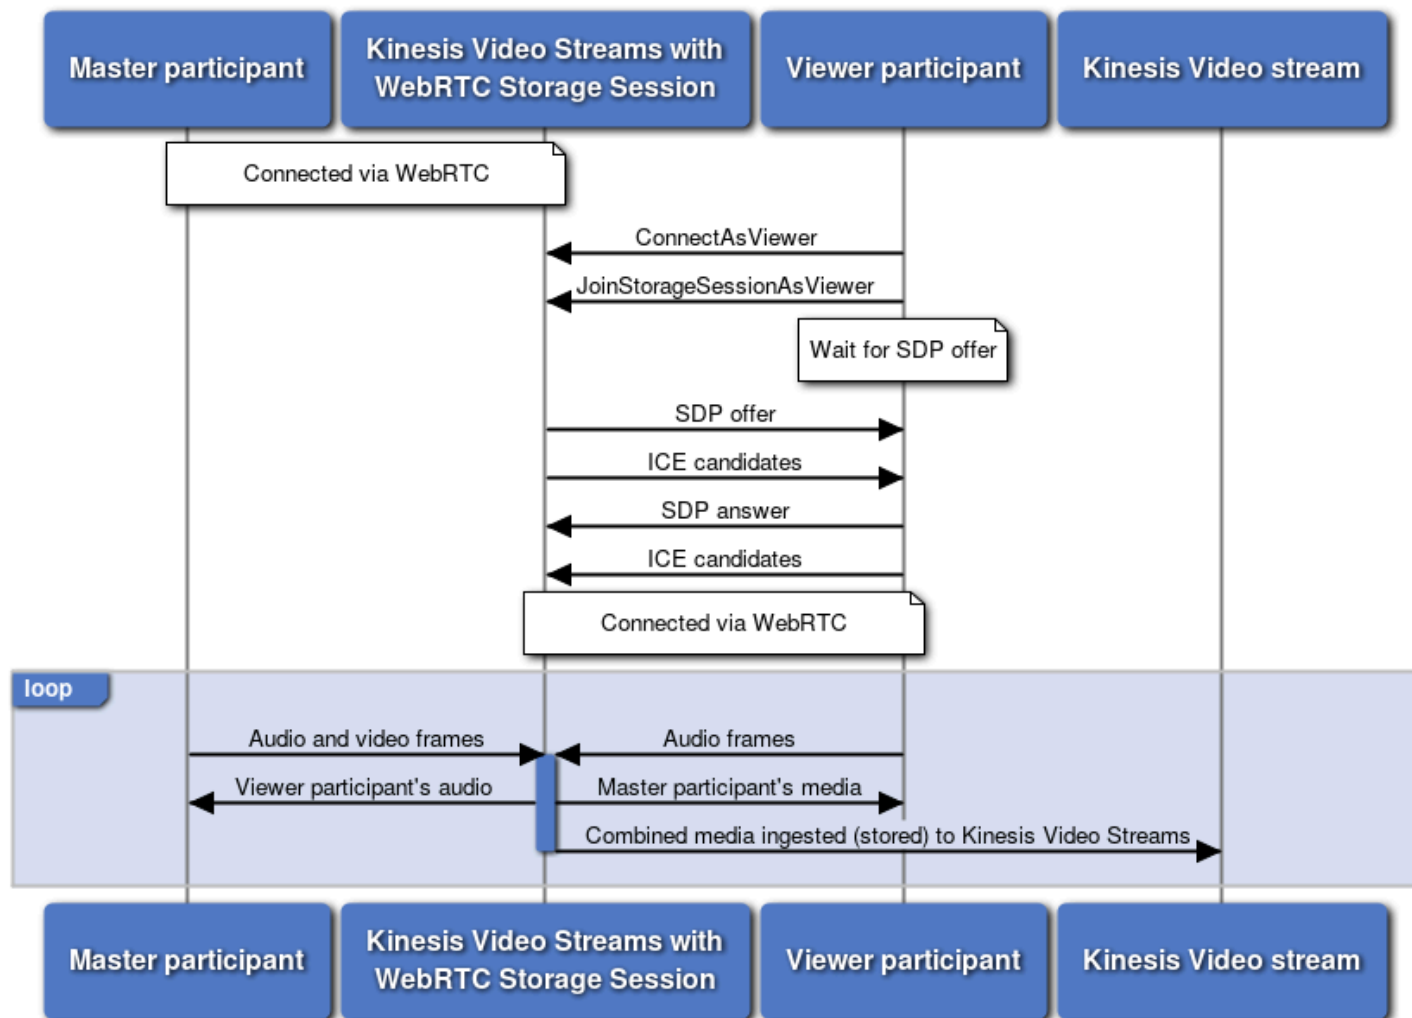 Master participant
Kinesis Video Streams with
WebRTC Storage Session
Viewer participant
Kinesis Video stream
Connected via WebRTC
ConnectAsViewer
JoinStorageSessionAsViewer
Wait for SDP offer
SDP offer
ICE candidates
SDP answer
ICE candidates
Connected via WebRTC
loop
Audio and video frames
Audio frames
Viewer participant's audio
Master participant's media
Combined media ingested (stored) to Kinesis Video Streams
Master participant
Kinesis Video Streams with
WebRTC Storage Session
Viewer participant
Kinesis Video stream